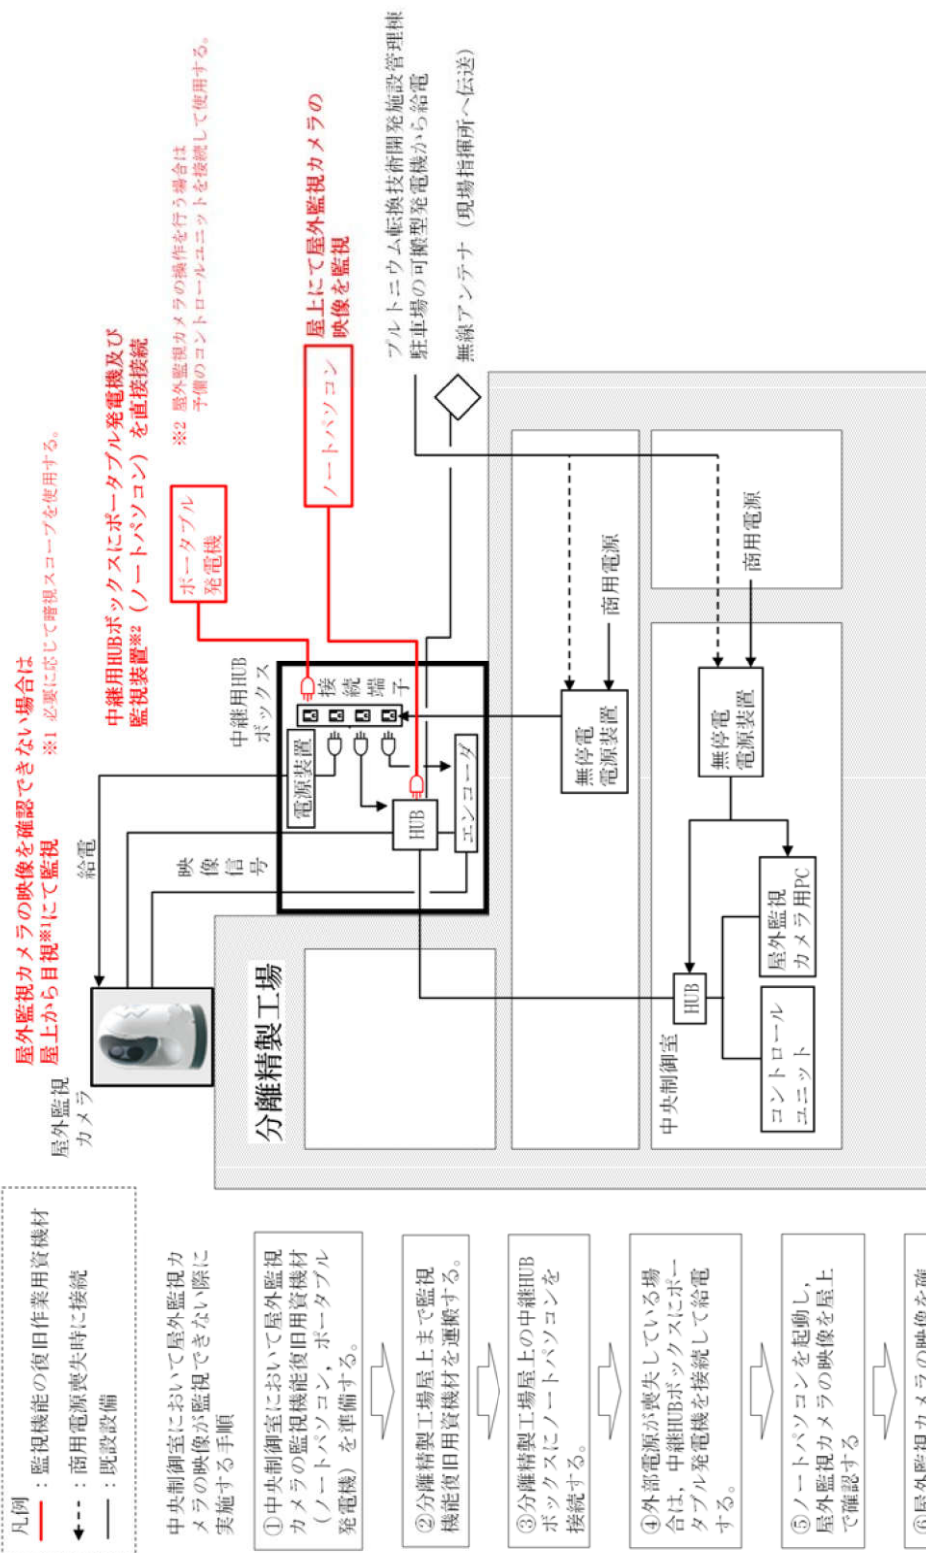 凡例
：監視機能の復旧作業用資機材
：商用電源喪失時に接続
：既設設備
中央制御室において屋外監視カ
メラの映像が監視できない際に
実施する手順
①中央制御室において屋外監視
カメラの監視機能復旧用資機材
（ノートパソコン，ポータブル
発電機）を準備する。
②分離精製工場屋上まで監視
機能復旧用資機材を運搬する。
③分離精製工場屋上の中継HUB
ボックスにノートパソコンを
接続する。
④外部電源が喪失している場
合は，中継HUBボックスにポー
タブル発電機を接続して給電
する。
⑤ノートパソコンを起動し，
屋外監視カメラの映像を屋上
で確認する
⑥屋外監視カメラの映像を確
屋外監視カメラの映像を確認できない場合は
屋上から目視※1にて監視
※1 必要に応じて暗視スコープを使用する。
中継用HUBボックスにポータブル発電機及び
監視装置※2（ノートパソコン）を直接接続
※2 屋外監視カメラの操作を行う場合は
予備のコントロールユニットを接続して使用する。
屋外監視
カメラ
給電
映像信号
ポータブル
発電機
ノートパソコン
屋上にて屋外監視カメラの
映像を監視
中継用HUB
ボックス
電源装置
接続端子
HUB
エンコーダ
プルトニウム転換技術開発施設管理棟
駐車場の可搬型発電機から給電
無線アンテナ（現場指揮所へ伝送）
分離精製工場
無停電
電源装置
商用電源
中央制御室
HUB
コントロール
ユニット
屋外監視
カメラ用PC
無停電
電源装置
商用電源